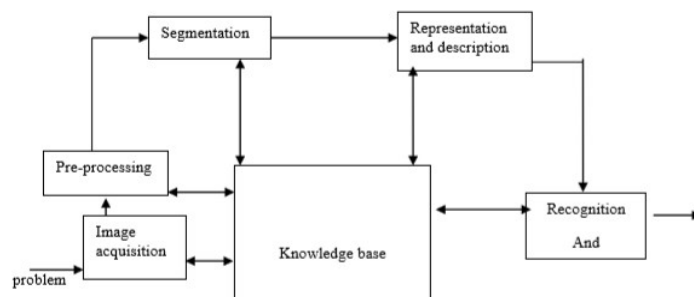 Segmentation
Representation
and description
Pre-processing
Image
acquisition
problem
Knowledge base
Recognition
And